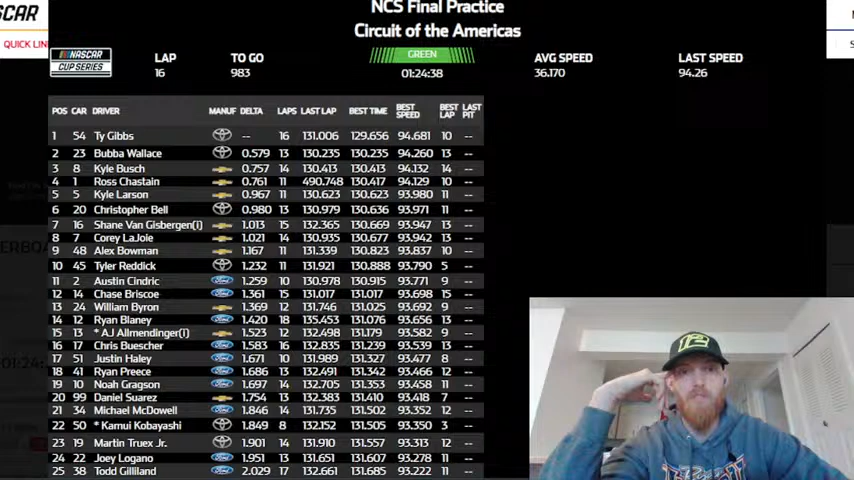 SCAR
QUICK LIN
NCS Final Practice
Circuit of the Americas
NASCAR
CUP SERIES
LAP TO GO GREEN AVG SPEED LAST SPEED
16 983 01:24:38 36.170 94.26
POS CAR DRIVER MANUF DELTA LAPS LAST LAP BEST TIME BEST SPEED BEST LAP LAST PIT
1 54 Ty Gibbs -- 16 131.006 129.656 94.681 10 --
2 23 Bubba Wallace 0.579 13 130.235 130.235 94.260 13 --
3 8 Kyle Busch 0.757 14 130.413 130.413 94.132 14 --
4 1 Ross Chastain 0.761 11 490.748 130.417 94.129 10 --
5 5 Kyle Larson 0.967 11 130.623 130.623 93.980 11 --
6 20 Christopher Bell 0.980 13 130.979 130.636 93.971 11 --
7 16 Shane Van Gisbergen(i) 1.013 15 132.365 130.669 93.947 13 --
8 7 Corey LaJoie 1.021 14 130.935 130.677 93.942 13 --
9 48 Alex Bowman 1.167 11 131.339 130.823 93.837 10 --
10 45 Tyler Reddick 1.232 11 131.921 130.888 93.790 10 --
11 2 Austin Cindric 1.259 10 130.978 130.915 93.771 9 --
12 14 Chase Briscoe 1.361 15 131.017 131.017 93.698 15 --
13 24 William Byron 1.369 12 131.746 131.025 93.692 9 --
14 12 Ryan Blaney 1.420 18 135.453 131.076 93.656 13 --
15 13 * AJ Allmendinger(i) 1.523 12 132.498 131.179 93.582 9 --
16 17 Chris Buescher 1.583 16 132.835 131.239 93.539 13 --
17 51 Justin Haley 1.671 10 131.989 131.327 93.477 8 --
18 41 Ryan Preece 1.686 13 132.491 131.342 93.466 12 --
19 10 Noah Gragson 1.697 14 132.705 131.353 93.458 11 --
20 99 Daniel Suarez 1.754 13 132.383 131.410 93.418 7 --
21 34 Michael McDowell 1.846 14 131.735 131.502 93.352 12 --
22 50 * Kamui Kobayashi 1.849 8 132.152 131.505 93.350 3 --
23 19 Martin Truex Jr. 1.901 14 131.910 131.557 93.313 12 --
24 22 Joey Logano 1.951 13 131.651 131.607 93.278 11 --
25 38 Todd Gilliland 2.029 17 132.661 131.685 93.222 11 --
12